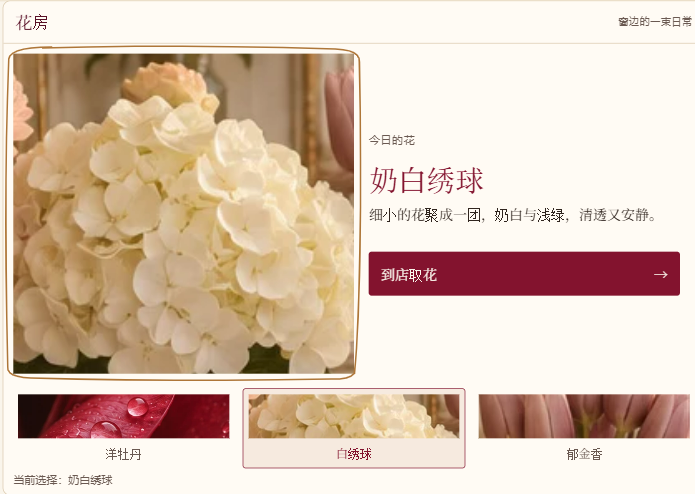 花房
窗边的一束日常
今日的花
奶白绣球
细小的花聚成一团，奶白与浅绿，清透又安静。
到店取花 →
洋牡丹
白绣球
郁金香
当前选择：奶白绣球